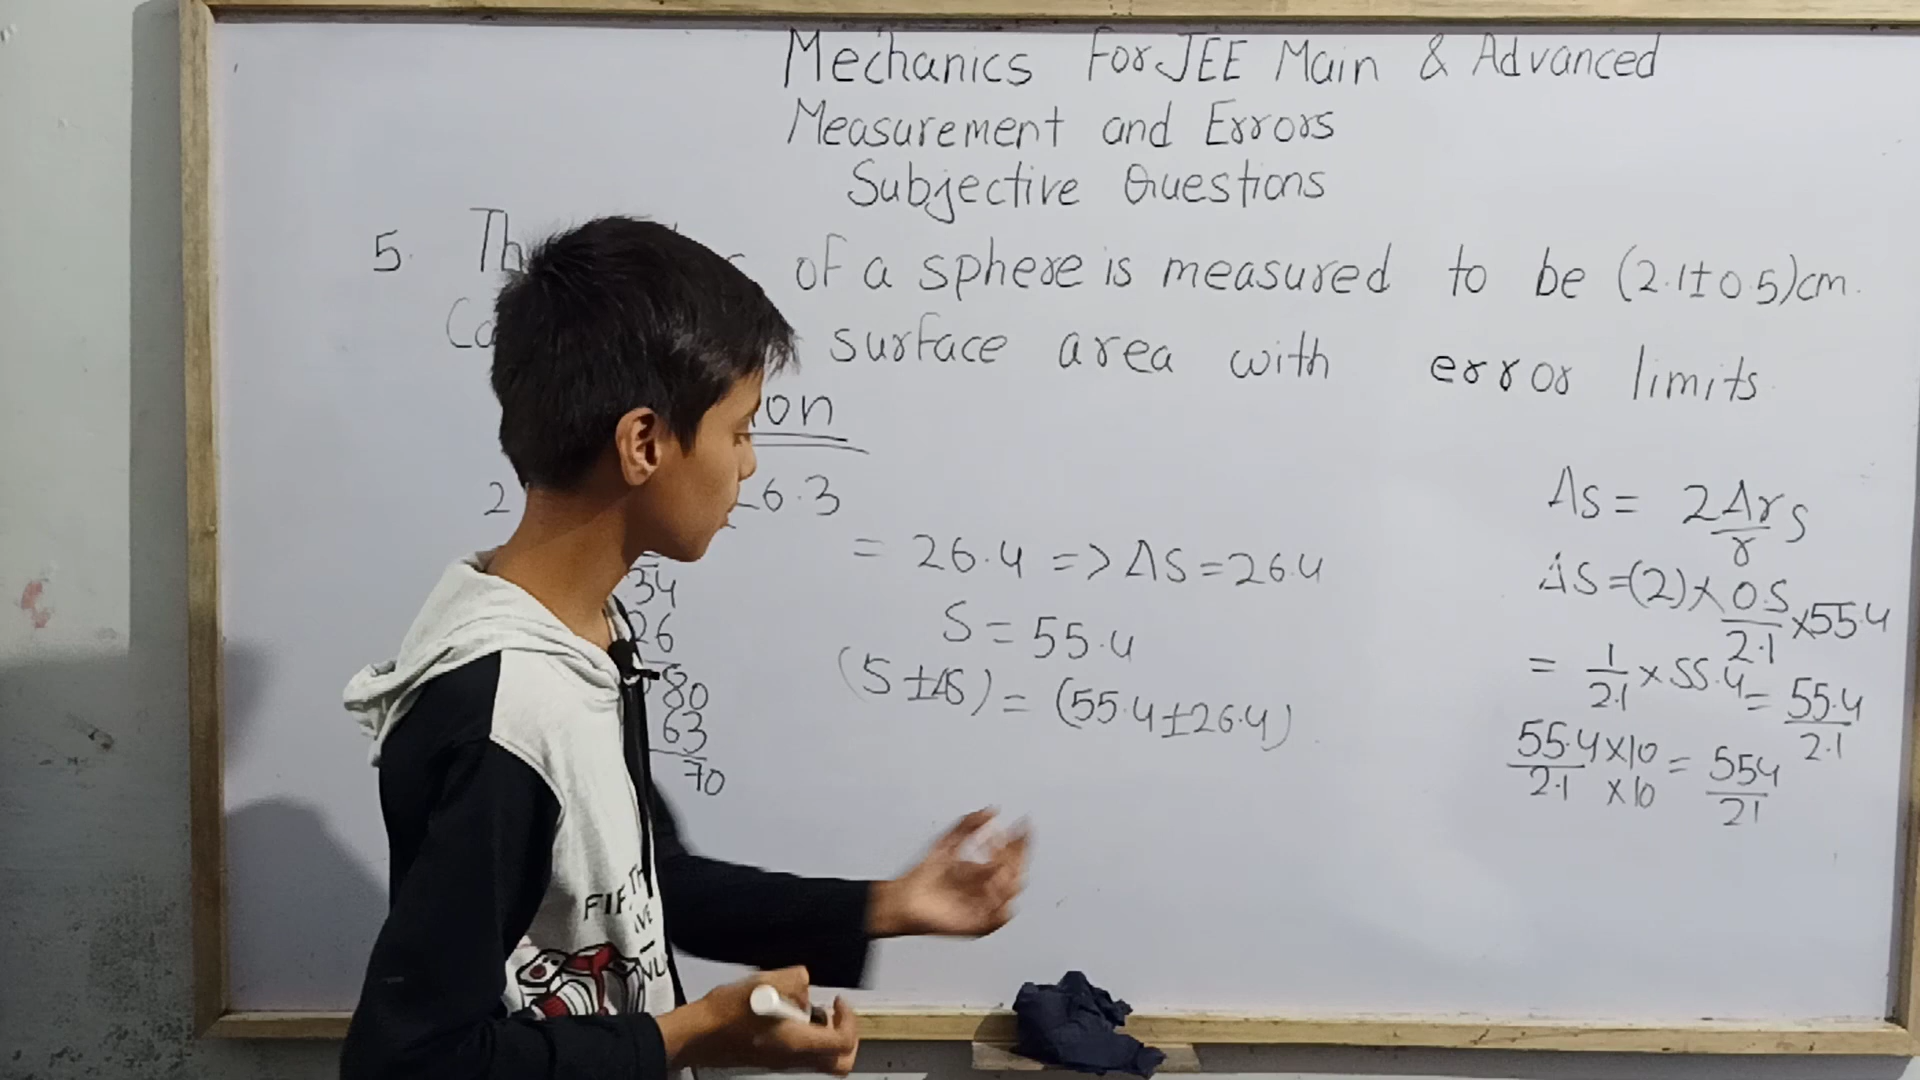 Mechanics For JEE Main & Advanced
Measurement and Errors
Subjective Questions
5. Th of a sphere is measured to be (2.1±0.5)cm.
surface area with error limits.
on
2 26.3
34
26
80
63
70
= 26.4 => ΔS = 26.4
S = 55.4
(S±ΔS) = (55.4±26.4)
ΔS = 2Δr/r S
ΔS = (2)×0.5/2.1×55.4
= 1/2.1 × 55.4 = 55.4/2.1
55.4×10/2.1×10 = 554/21